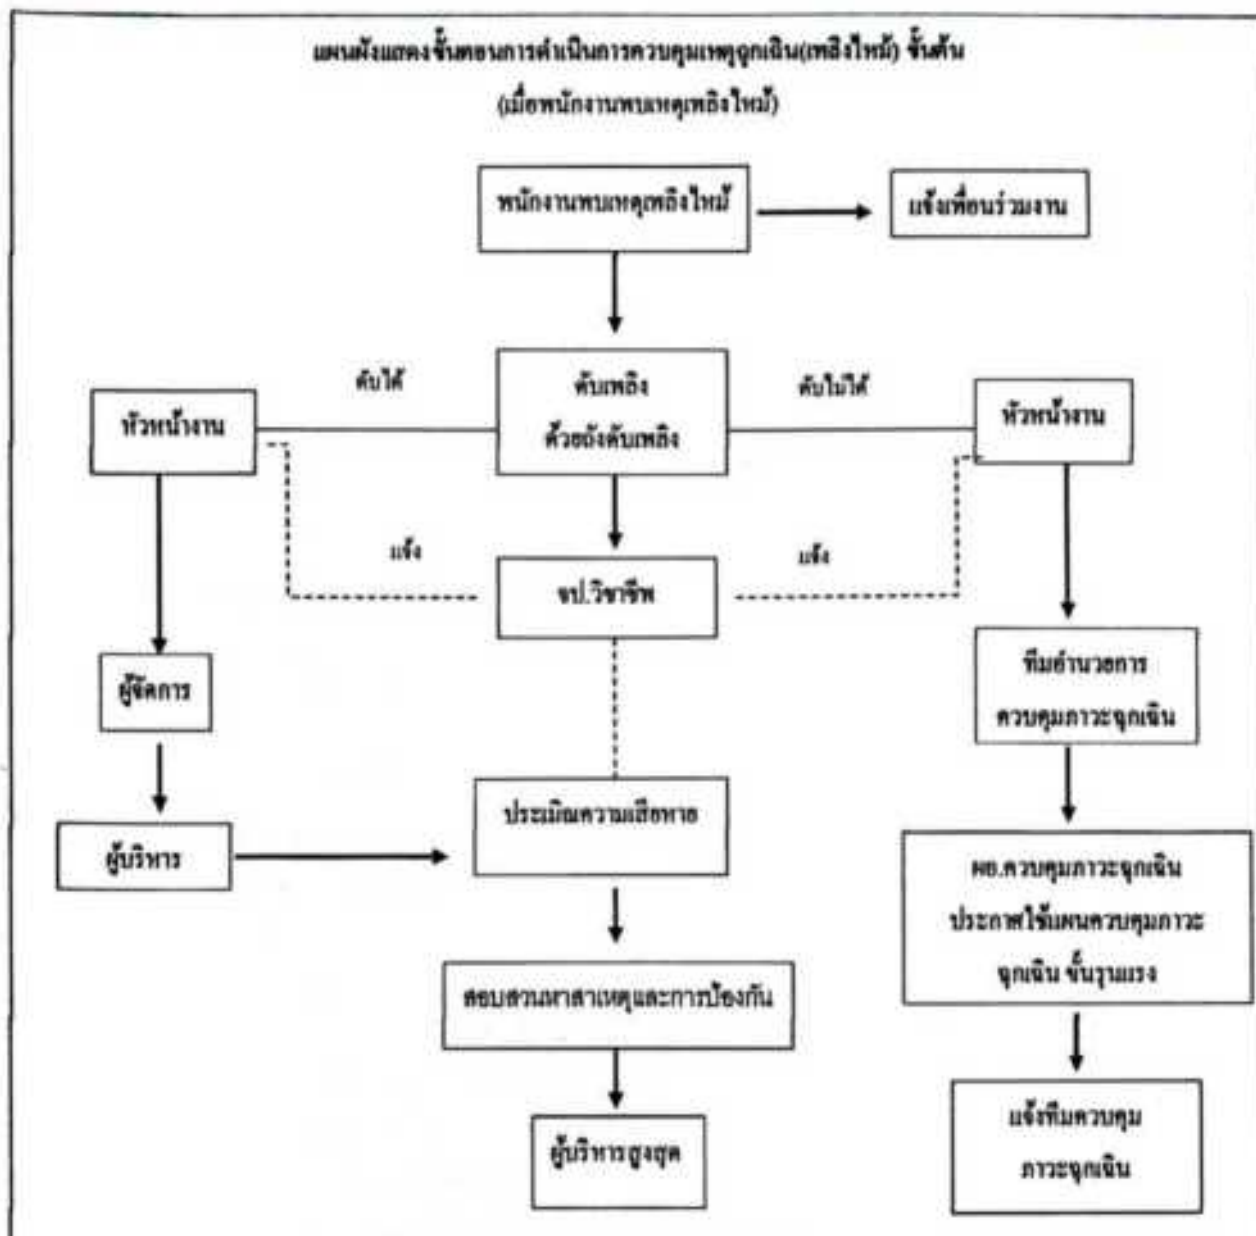 แผนผังแสดงขั้นตอนการดำเนินการควบคุมเหตุฉุกเฉิน(เพลิงไหม้) ขั้นต้น
(เมื่อพนักงานพบเหตุเพลิงไหม้)
พนักงานพบเหตุเพลิงไหม้
แจ้งเพื่อนร่วมงาน
ดับได้
ดับเพลิง
ด้วยถังดับเพลิง
ดับไม่ได้
หัวหน้างาน
หัวหน้างาน
แจ้ง
แจ้ง
จป.วิชาชีพ
ผู้จัดการ
ทีมอำนวยการ
ควบคุมภาวะฉุกเฉิน
ประเมิณความเสียหาย
ผู้บริหาร
ผอ.ควบคุมภาวะฉุกเฉิน
ประกาศใช้แผนควบคุมภาวะ
ฉุกเฉิน ขั้นรุนแรง
สอบสวนหาสาเหตุและการป้องกัน
ผู้บริหารสูงสุด
แจ้งทีมควบคุม
ภาวะฉุกเฉิน